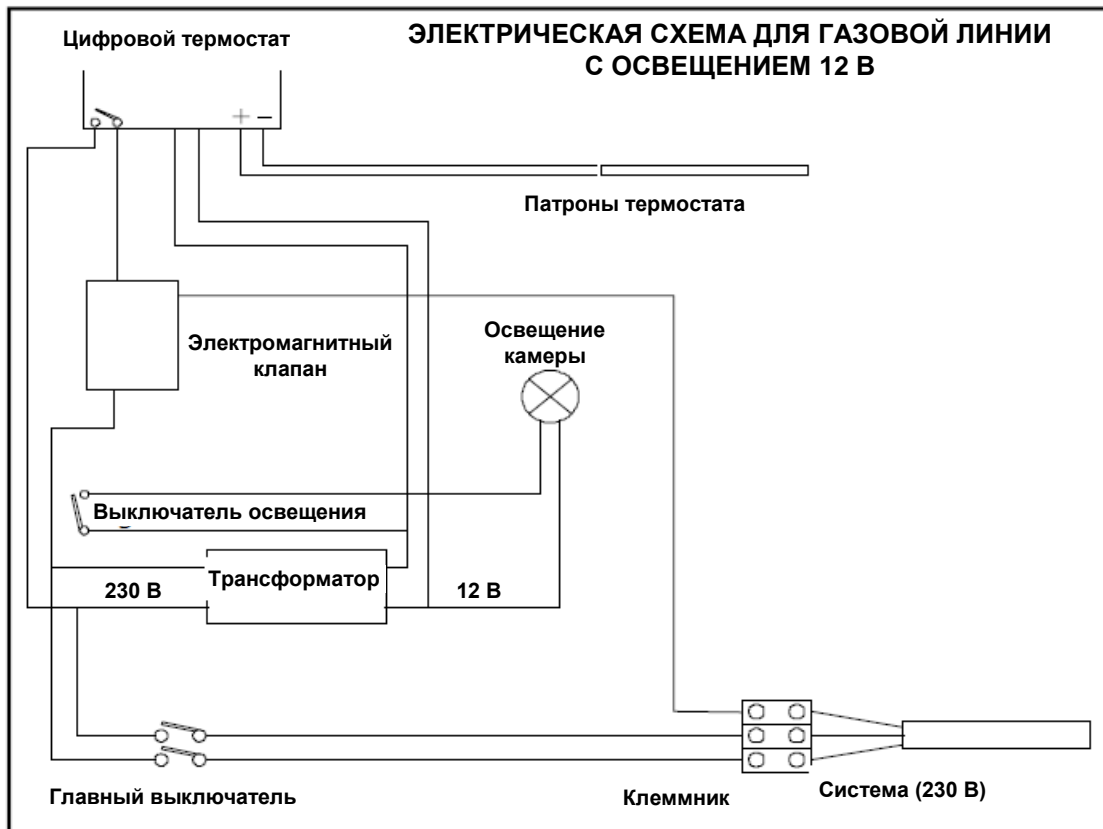 ЭЛЕКТРИЧЕСКАЯ СХЕМА ДЛЯ ГАЗОВОЙ ЛИНИИ
С ОСВЕЩЕНИЕМ 12 В
Цифровой термостат
+ −
Патроны термостата
Электромагнитный
клапан
Освещение
камеры
Выключатель освещения
Трансформатор
230 В
12 В
Главный выключатель
Клеммник
Система (230 В)